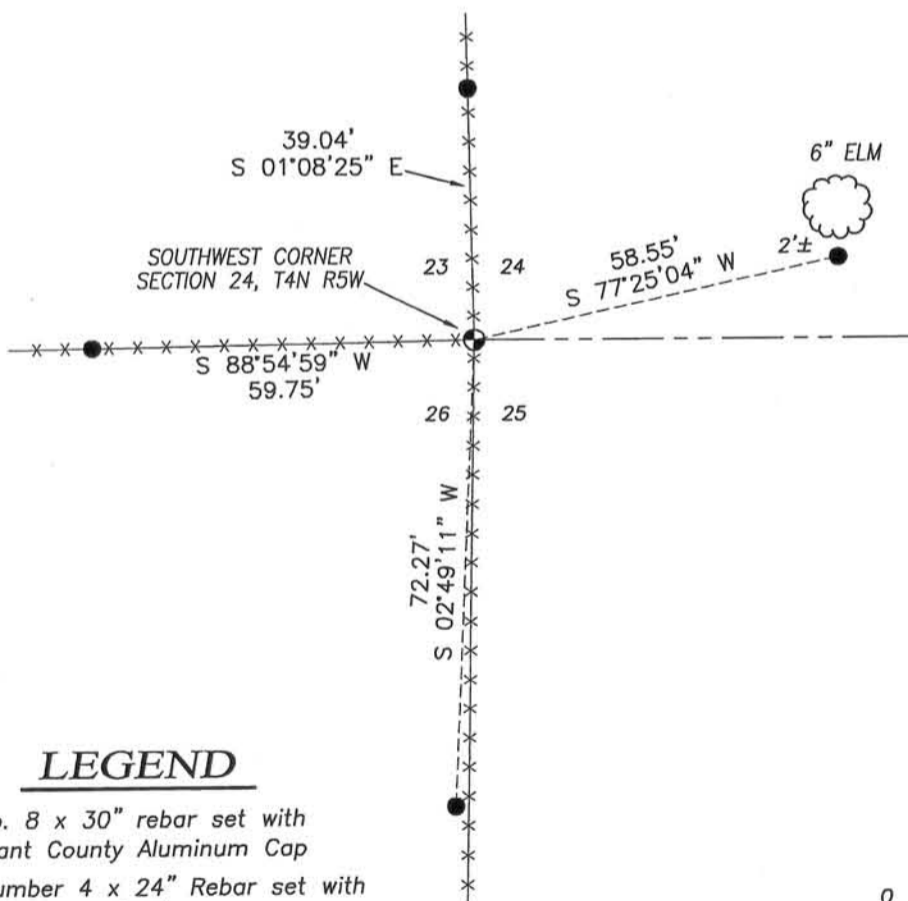 39.04'
S 01°08'25" E
6" ELM
SOUTHWEST CORNER
SECTION 24, T4N R5W
23 24
58.55'
S 77°25'04" W
2'±
S 88°54'59" W
59.75'
26 25
72.27'
S 02°49'11" W
LEGEND
8 x 30" rebar set with
County Aluminum Cap
4 x 24" Rebar set with